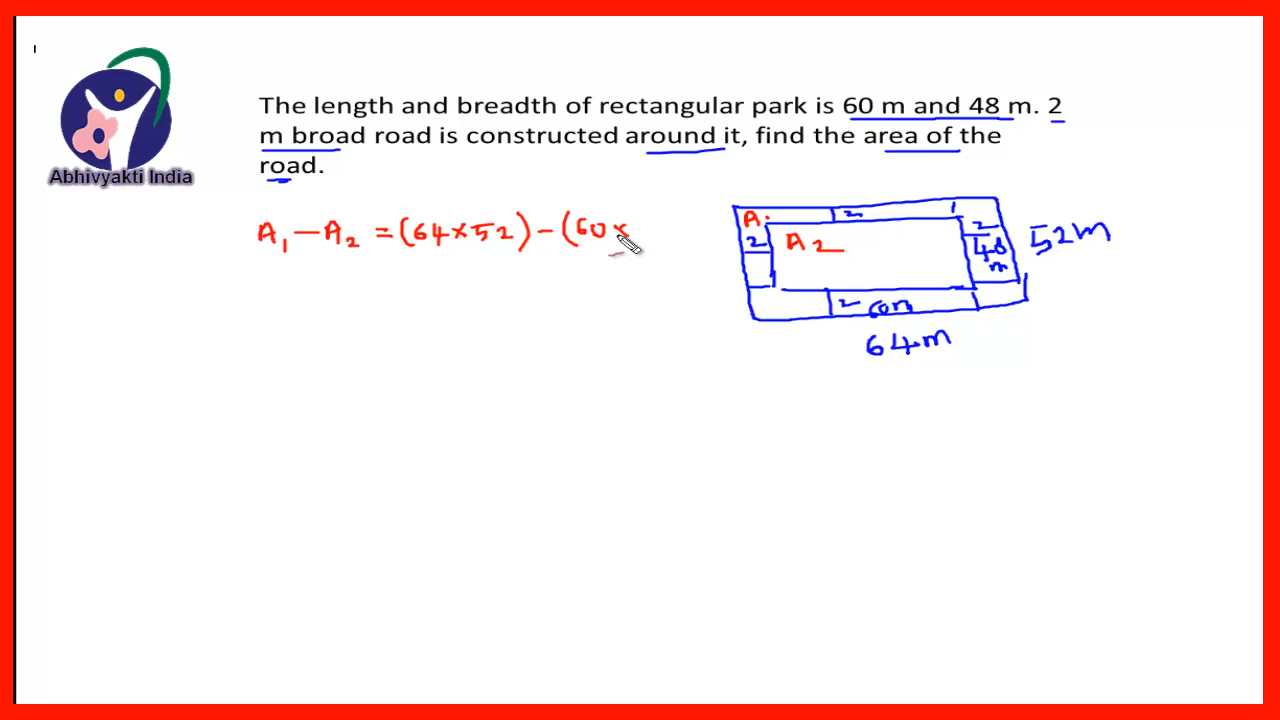 The length and breadth of rectangular park is 60 m and 48 m. 2
m broad road is constructed around it, find the area of the
road.
Abhivyakti India
A₁ - A₂ = (64×52) - (60×
A.
2
2
A2
2
48
m
52m
2
60m
64m